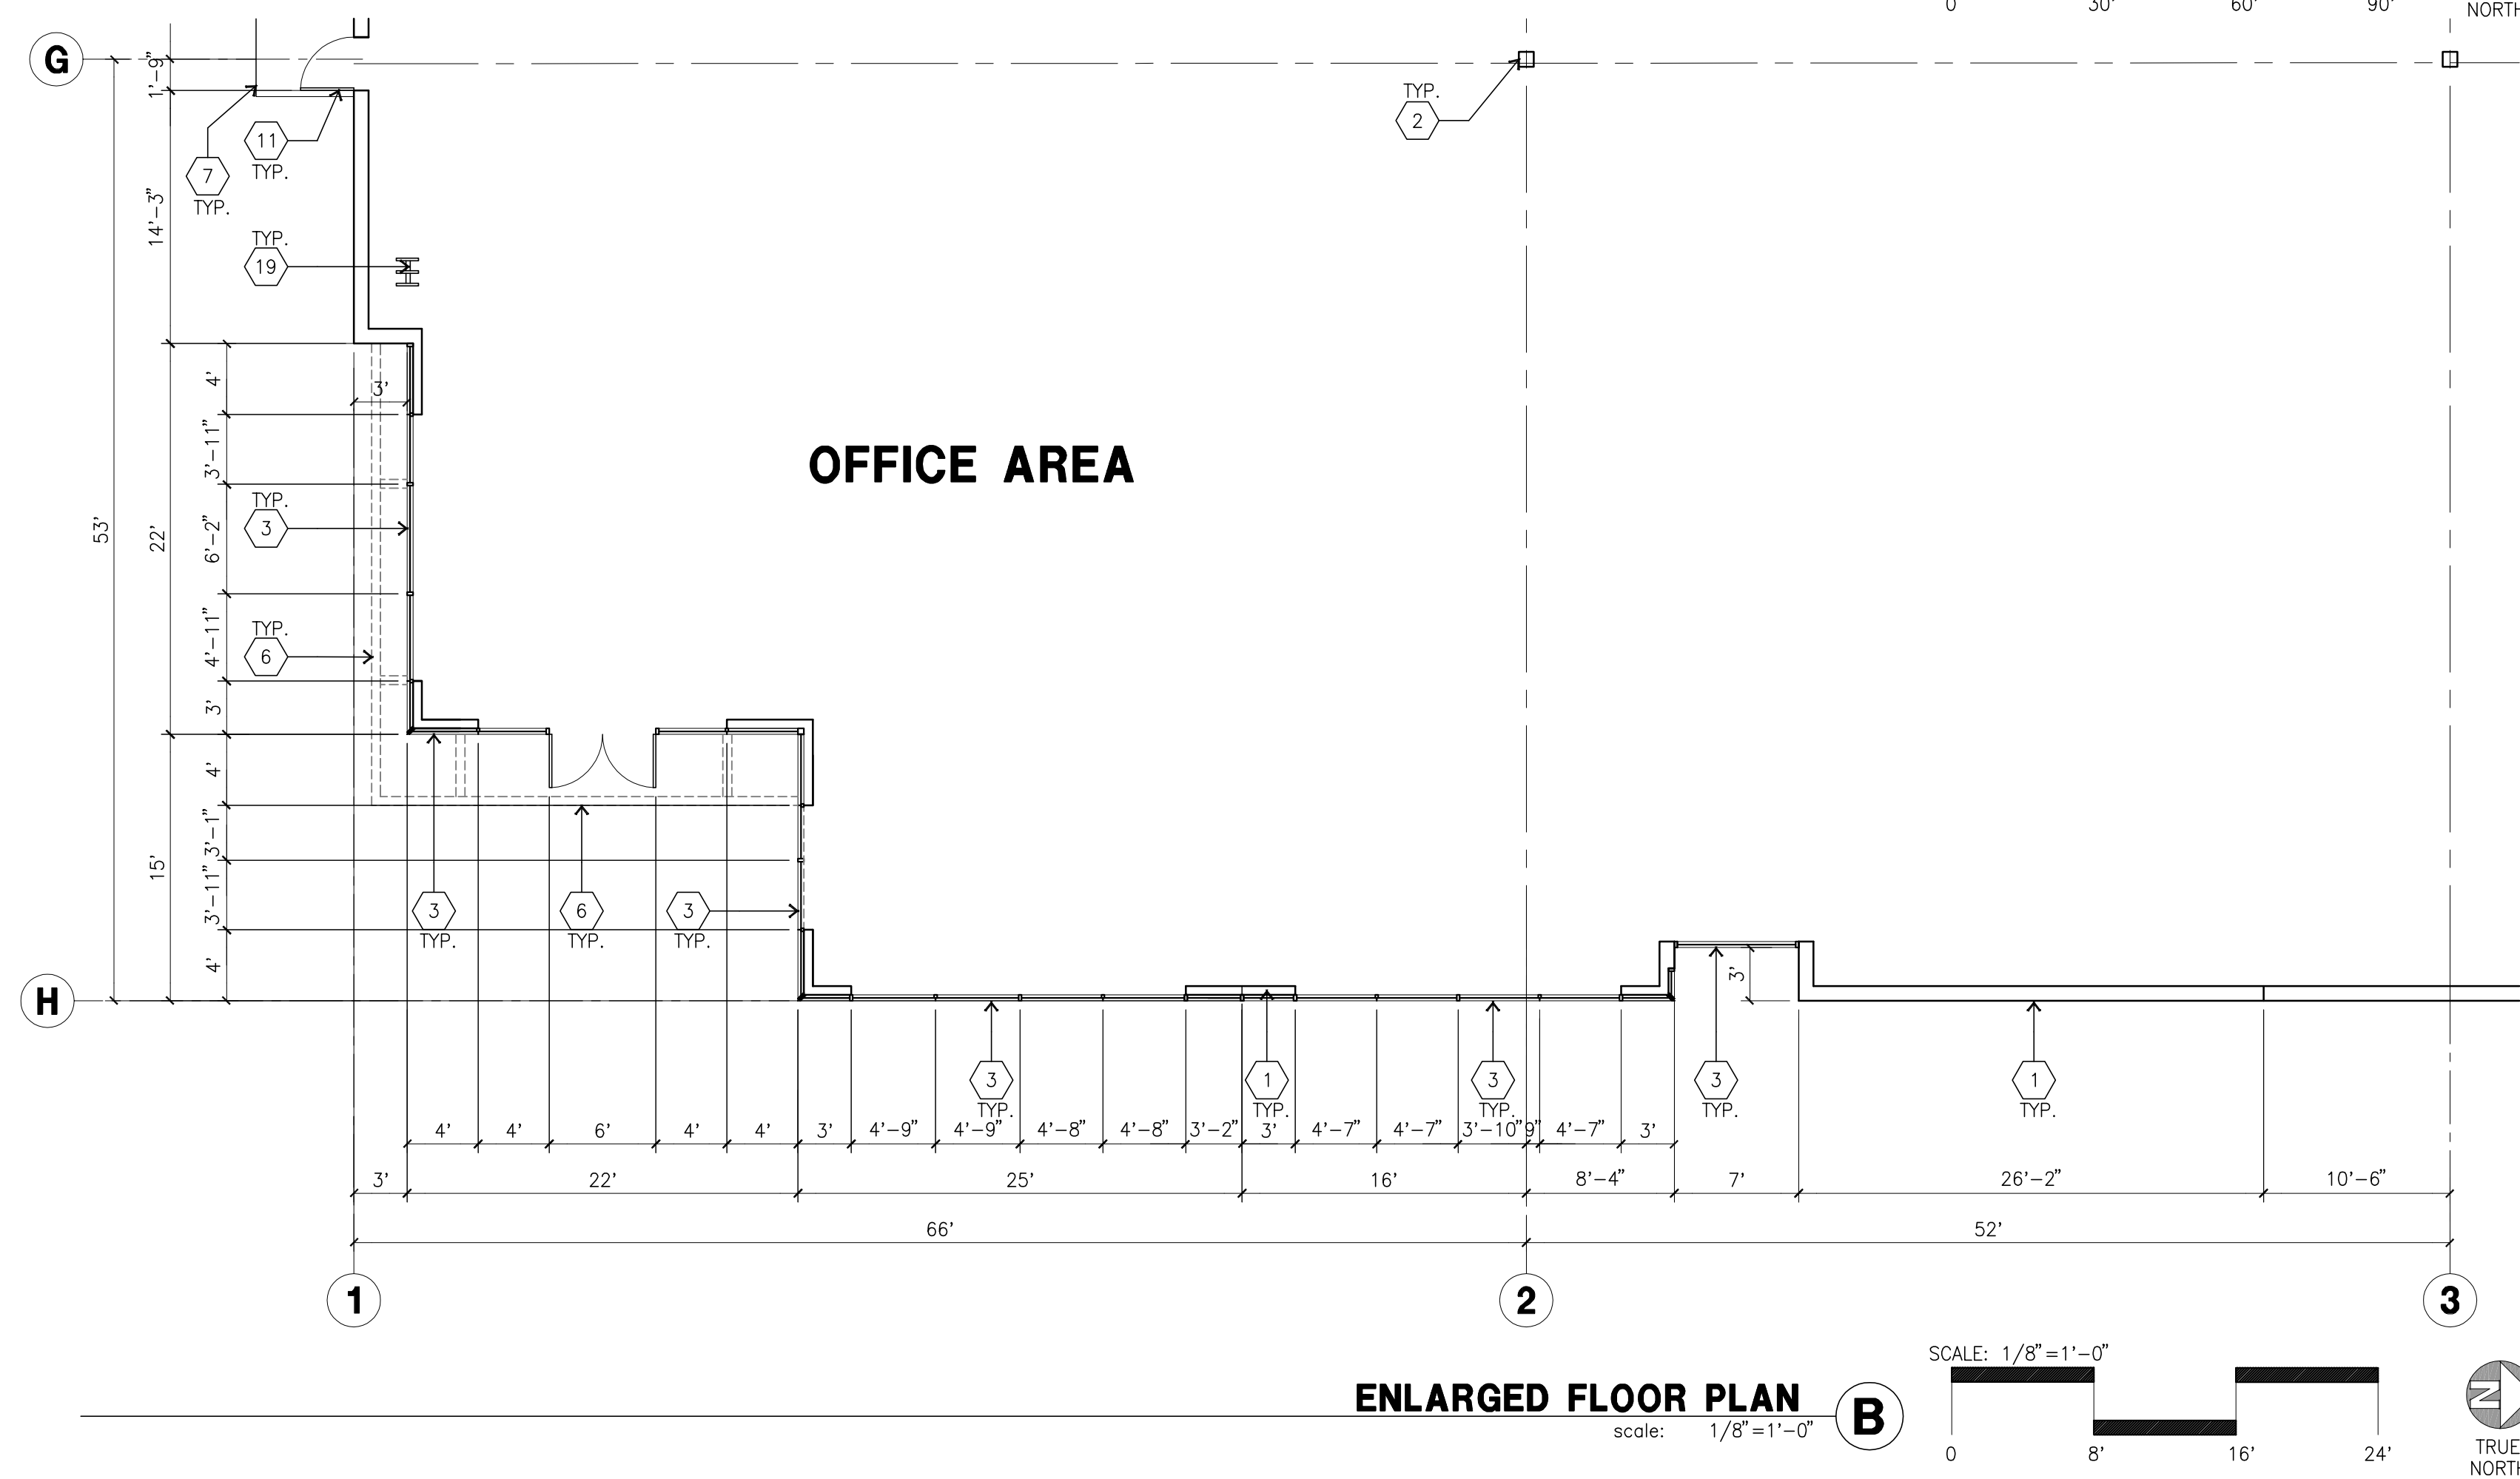 0 30' 60' 90'
NORTH
G
1'-9"
TYP.
2
11
TYP.
7
TYP.
14'-3"
TYP.
19
4'
3'
3'-11"
OFFICE AREA
TYP.
3
53'
22'
6'-2"
TYP.
6
4'-11"
3'
4'
3'-1"
15'
3'-11"
3
TYP.
6
TYP.
3
TYP.
4'
3'
H
3
TYP.
1
TYP.
3
TYP.
3
TYP.
1
TYP.
4' 4' 6' 4' 4' 3' 4'-9" 4'-9" 4'-8" 4'-8" 3'-2" 3' 4'-7" 4'-7" 3'-10" 9" 4'-7" 3'
3' 22' 25' 16' 8'-4" 7' 26'-2" 10'-6"
66' 52'
1 2 3
SCALE: 1/8"=1'-0"
ENLARGED FLOOR PLAN
B
scale: 1/8"=1'-0"
0 8' 16' 24'
N
TRUE
NORTH